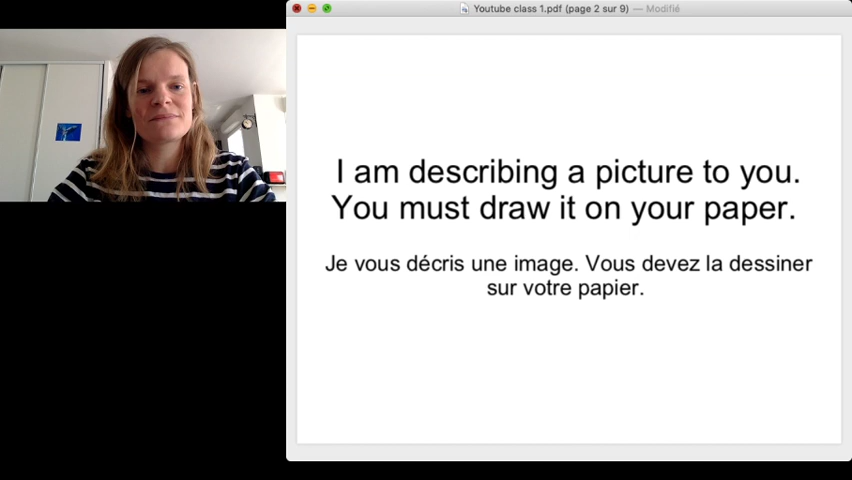 Youtube class 1.pdf (page 2 sur 9) — Modifié
I am describing a picture to you.
You must draw it on your paper.
Je vous décris une image. Vous devez la dessiner
sur votre papier.